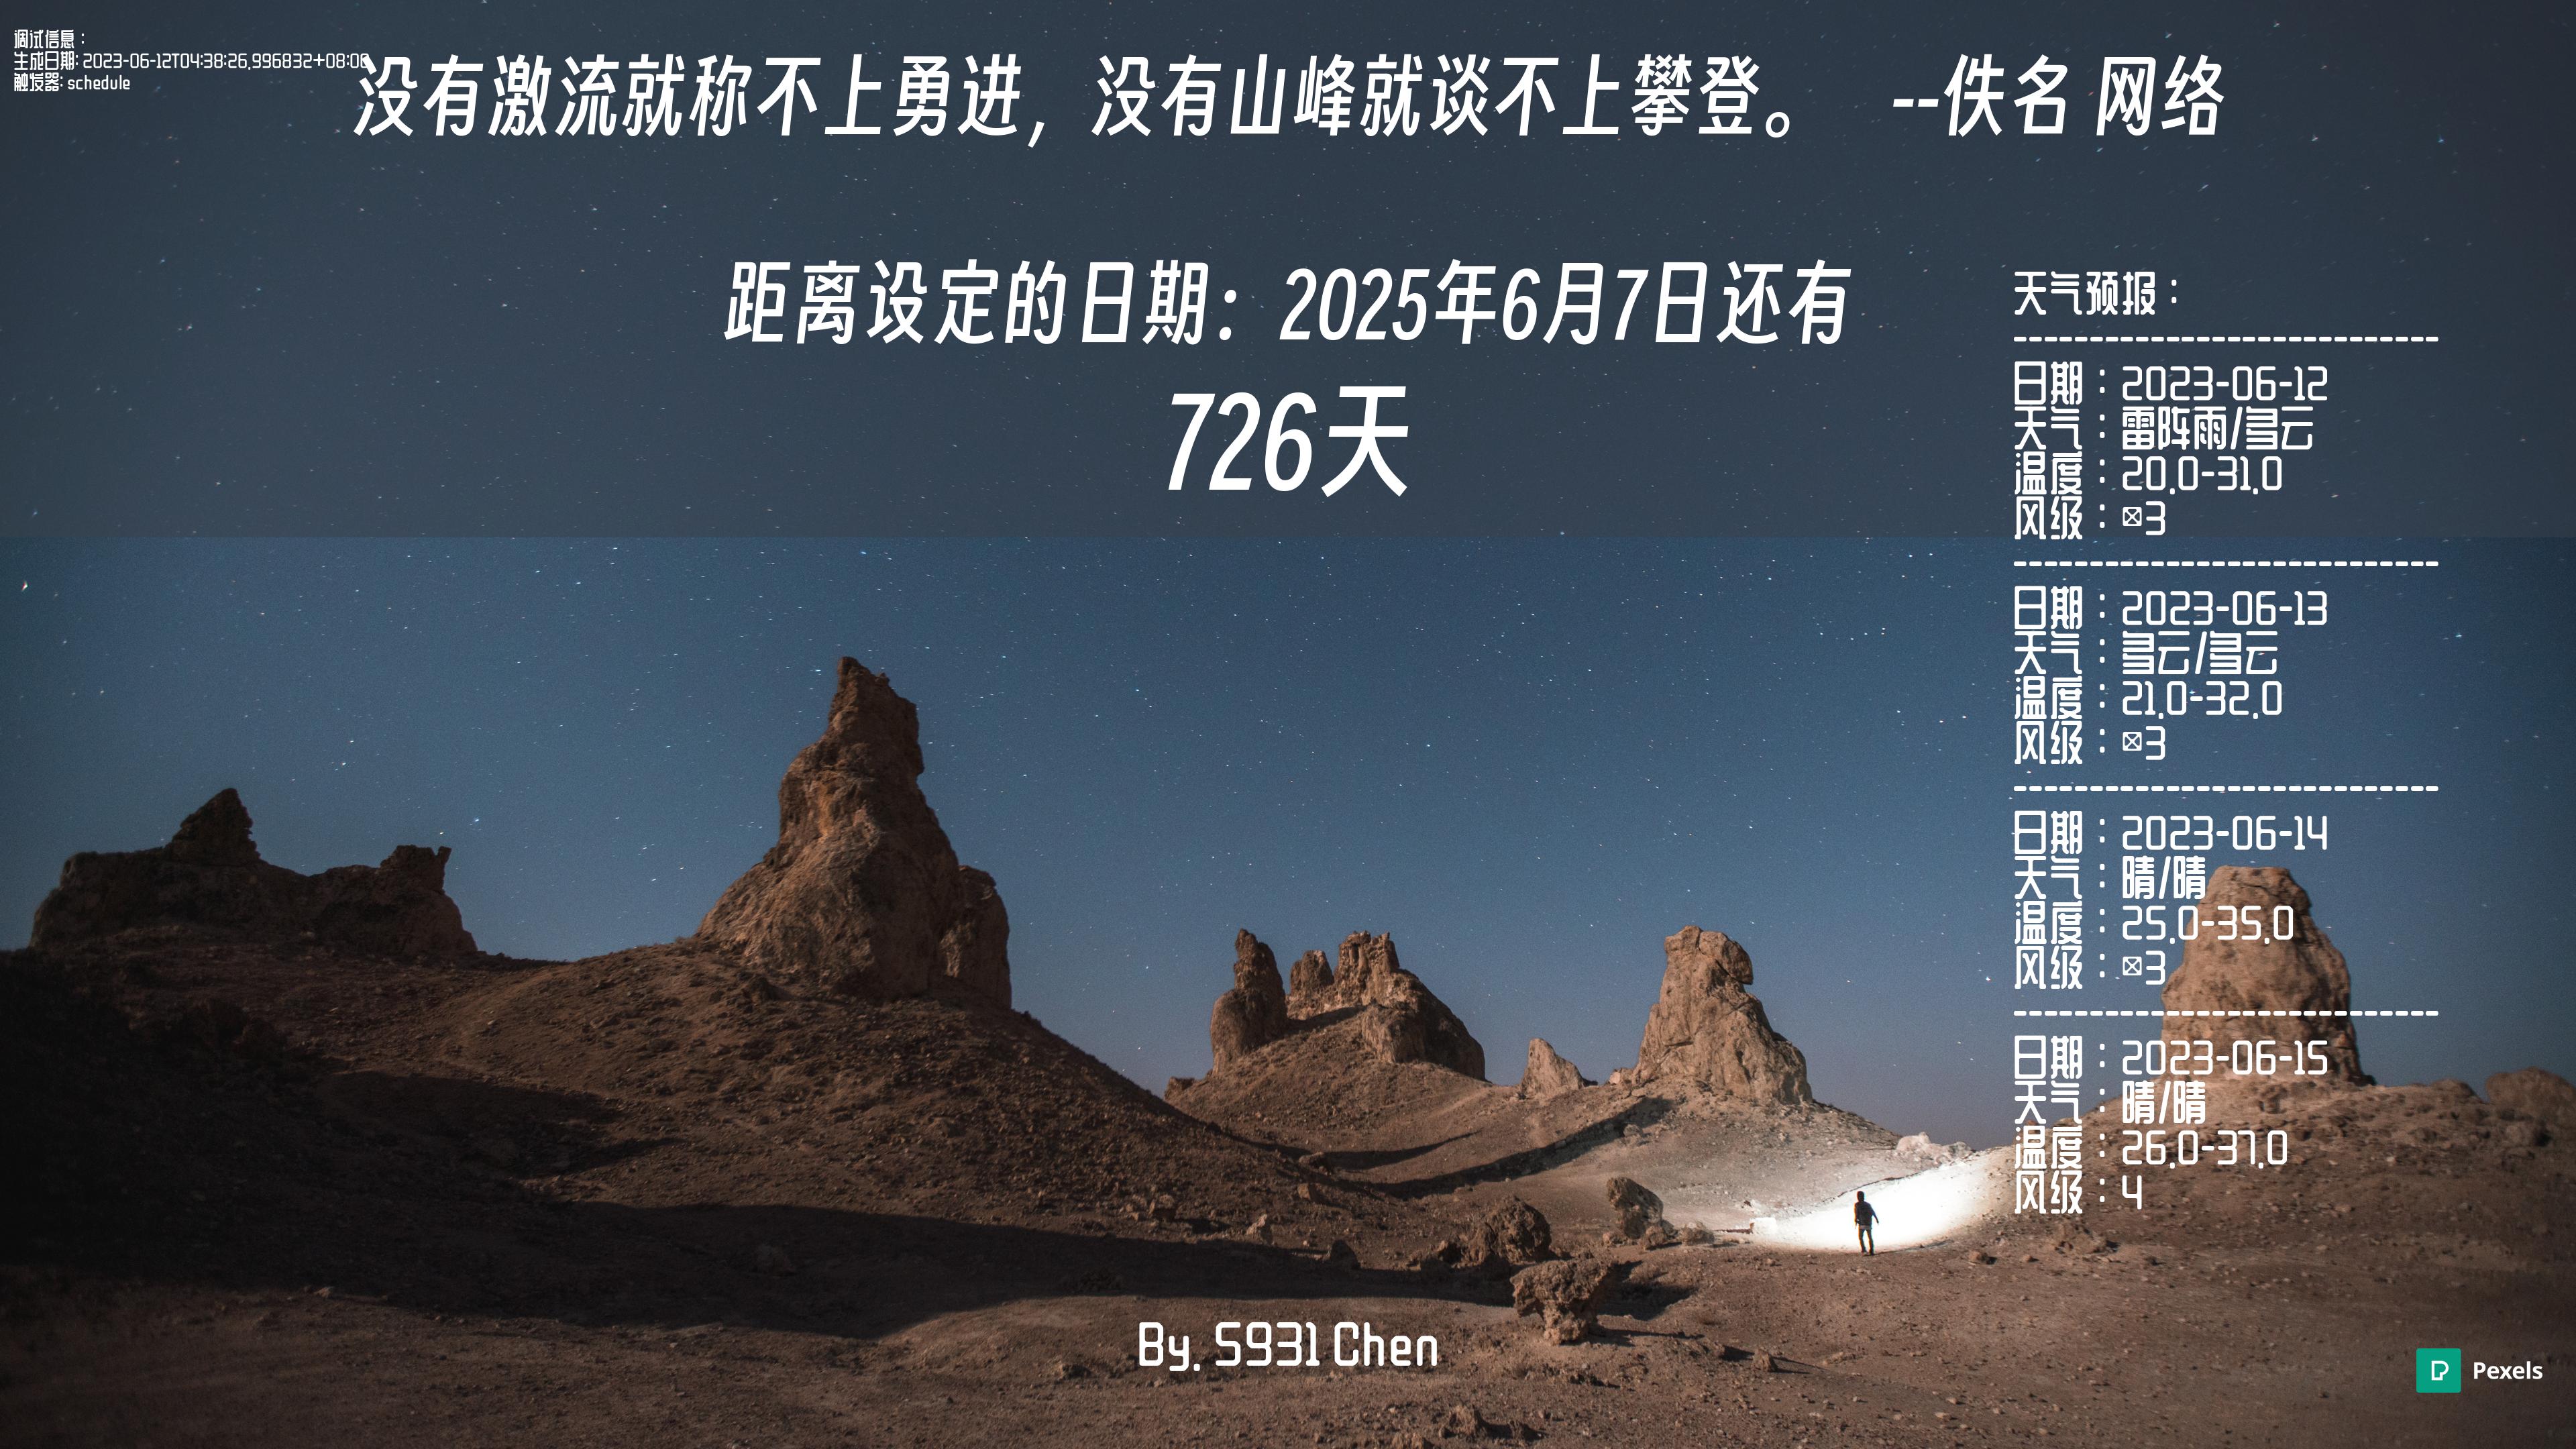 调试信息：
生成日期: 2023-06-12T04:38:26.996832+08:00
触发器: schedule
没有激流就称不上勇进，没有山峰就谈不上攀登。 --佚名 网络
距离设定的日期：2025年6月7日还有
726天
天气预报：
----------------------------
日期：2023-06-12
天气：雷阵雨/多云
温度：20.0-31.0
风级：☒3
----------------------------
日期：2023-06-13
天气：多云/多云
温度：21.0-32.0
风级：☒3
----------------------------
日期：2023-06-14
天气：晴/晴
温度：25.0-35.0
风级：☒3
----------------------------
日期：2023-06-15
天气：晴/晴
温度：26.0-37.0
风级：4
By. S931 Chen
Pexels